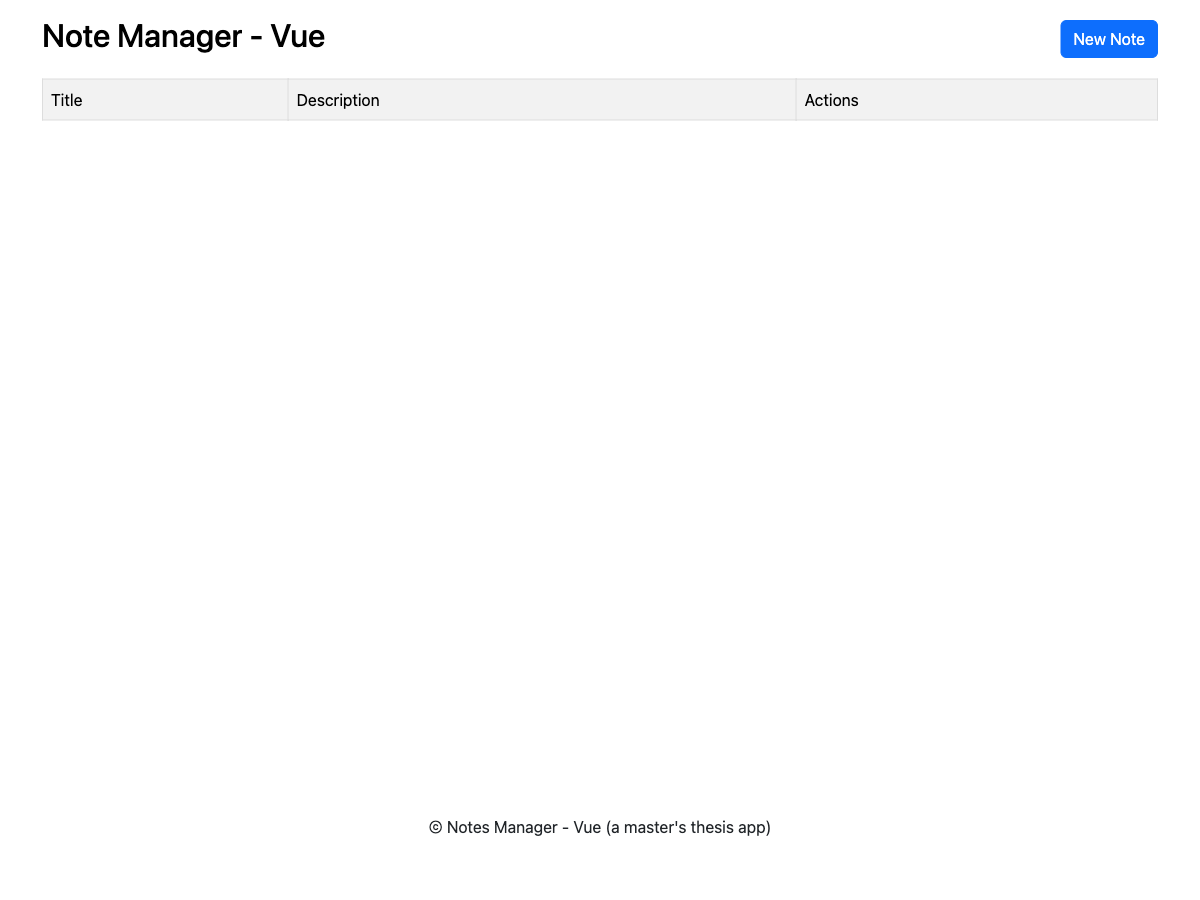 Note Manager - Vue
New Note
Title Description Actions
© Notes Manager - Vue (a master's thesis app)